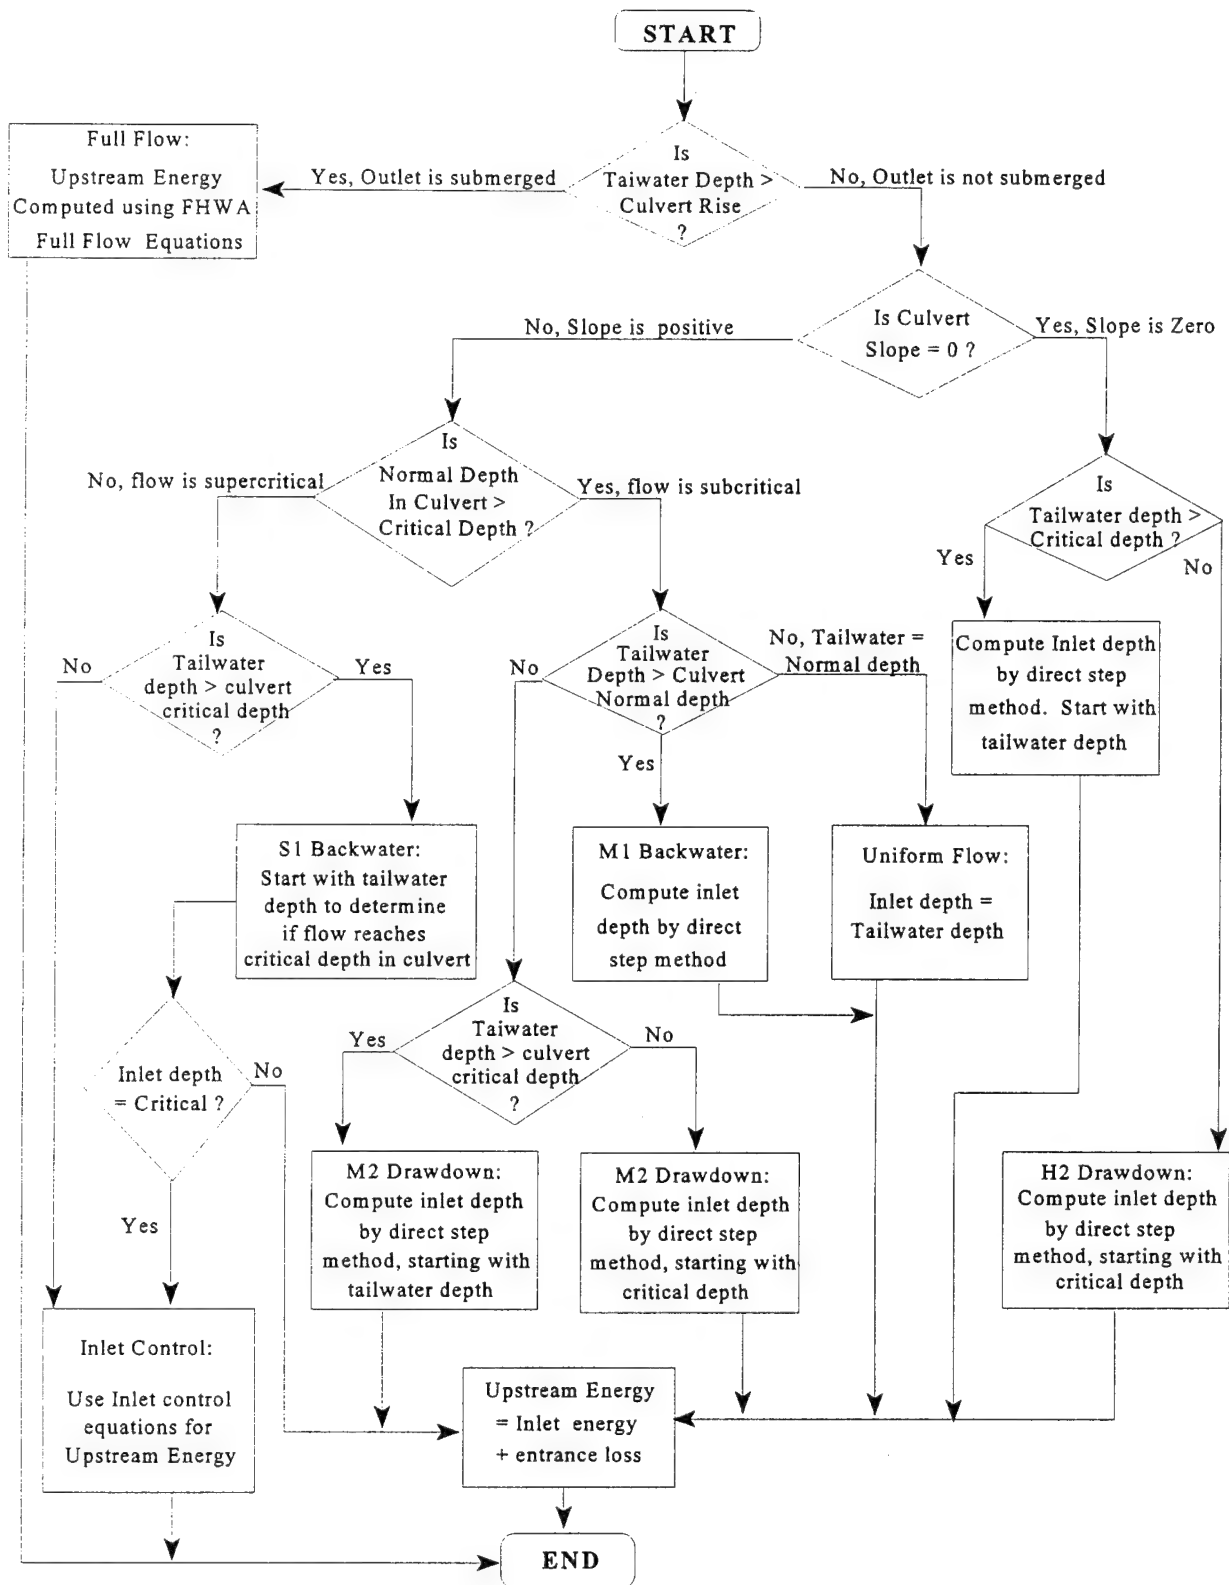 START
Full Flow:
Upstream Energy
Computed using FHWA
Full Flow Equations
Yes, Outlet is submerged
Is
Taiwater Depth >
Culvert Rise
?
No, Outlet is not submerged
Is Culvert
Slope = 0 ?
No, Slope is positive
Yes, Slope is Zero
Is
Normal Depth
In Culvert >
Critical Depth ?
No, flow is supercritical
Yes, flow is subcritical
Is
Tailwater depth >
Critical depth ?
Yes
No
Is
Tailwater
depth > culvert
critical depth
?
No
Yes
Is
Tailwater
Depth > Culvert
Normal depth
?
No
No, Tailwater =
Normal depth
Yes
Compute Inlet depth
by direct step
method. Start with
tailwater depth
S1 Backwater:
Start with tailwater
depth to determine
if flow reaches
critical depth in culvert
M1 Backwater:
Compute inlet
depth by direct
step method
Uniform Flow:
Inlet depth =
Tailwater depth
Inlet depth
= Critical ?
No
Yes
Is
Taiwater
depth > culvert
critical depth
?
Yes
No
M2 Drawdown:
Compute inlet depth
by direct step
method, starting with
tailwater depth
M2 Drawdown:
Compute inlet depth
by direct step
method, starting with
critical depth
H2 Drawdown:
Compute inlet depth
by direct step
method, starting with
critical depth
Inlet Control:
Use Inlet control
equations for
Upstream Energy
Upstream Energy
= Inlet energy
+ entrance loss
END